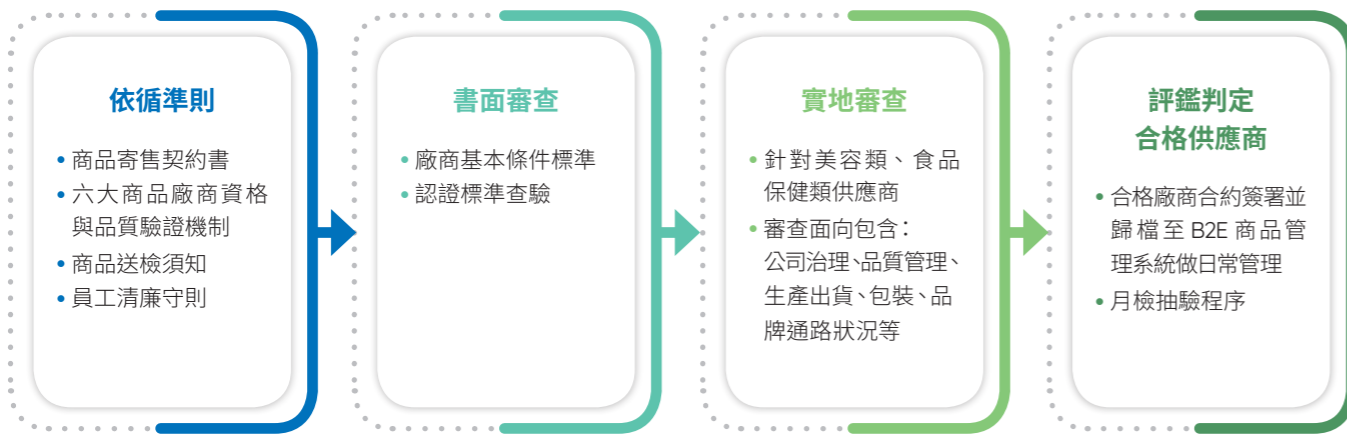 依循準則
• 商品寄售契約書
• 六大商品廠商資格
與品質驗證機制
• 商品送檢須知
• 員工清廉守則
書面審查
• 廠商基本條件標準
• 認證標準查驗
實地審查
• 針對美容類、食品
保健類供應商
• 審查面向包含：
公司治理、品質管理、
生產出貨、包裝、品
牌通路狀況等
評鑑判定
合格供應商
• 合格廠商合約簽署並
歸檔至 B2E 商品管
理系統做日常管理
• 月檢抽驗程序